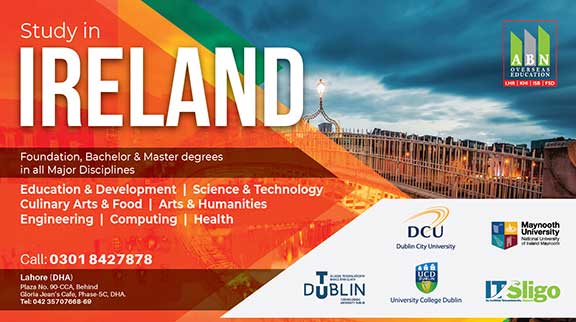 Study in
IRELAND
ABN
OVERSEAS
EDUCATION
LHR | KHI | ISB | FSD
Foundation, Bachelor & Master degrees
in all Major Disciplines
Education & Development | Science & Technology
Culinary Arts & Food | Arts & Humanities
Engineering | Computing | Health
Call: 0301 8427878
Lahore (DHA)
Plaza No. 90-CCA, Behind
Gloria Jean's Cafe, Phase-5C, DHA.
Tel: 042 35707668-69
DCU
Dublin City University
Maynooth
University
National University
of Ireland Maynooth
TU
DUBLIN
UCD
DUBLIN
University College Dublin
IT Sligo